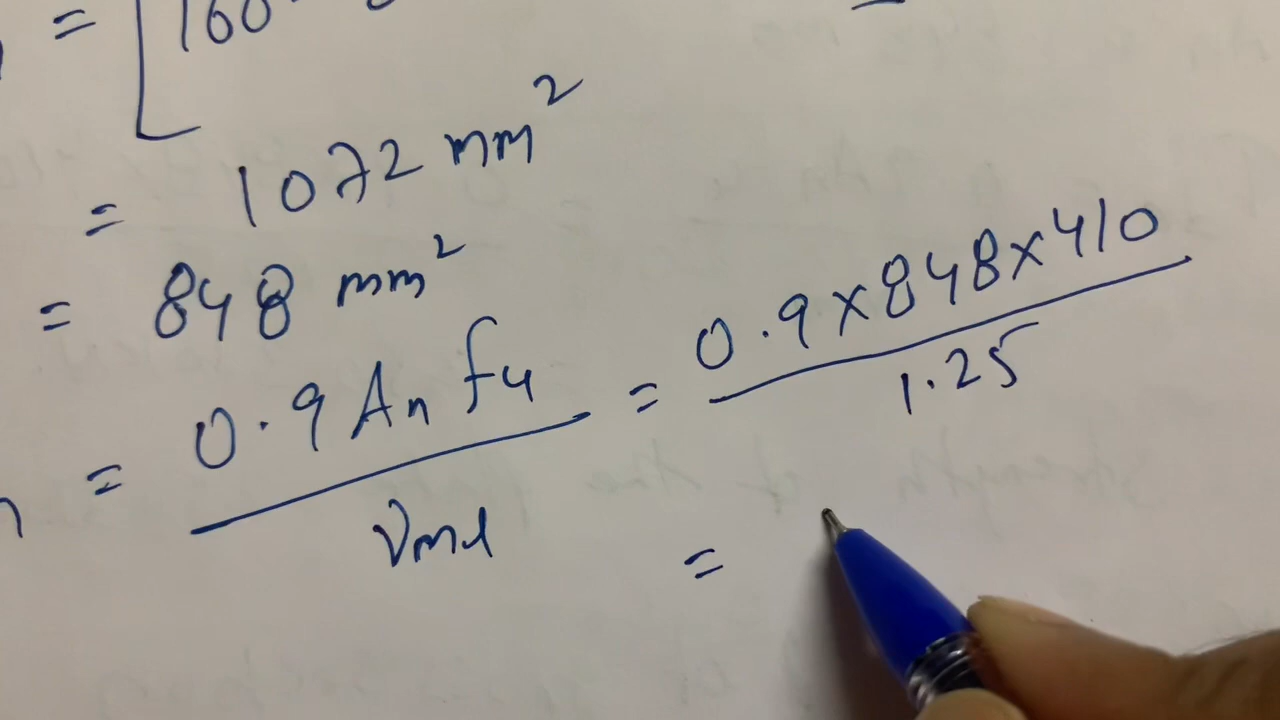 = [160
= 1072 mm²
= 848 mm²
= 0.9 An fu / γm1 = 0.9 × 848 × 410 / 1.25
=